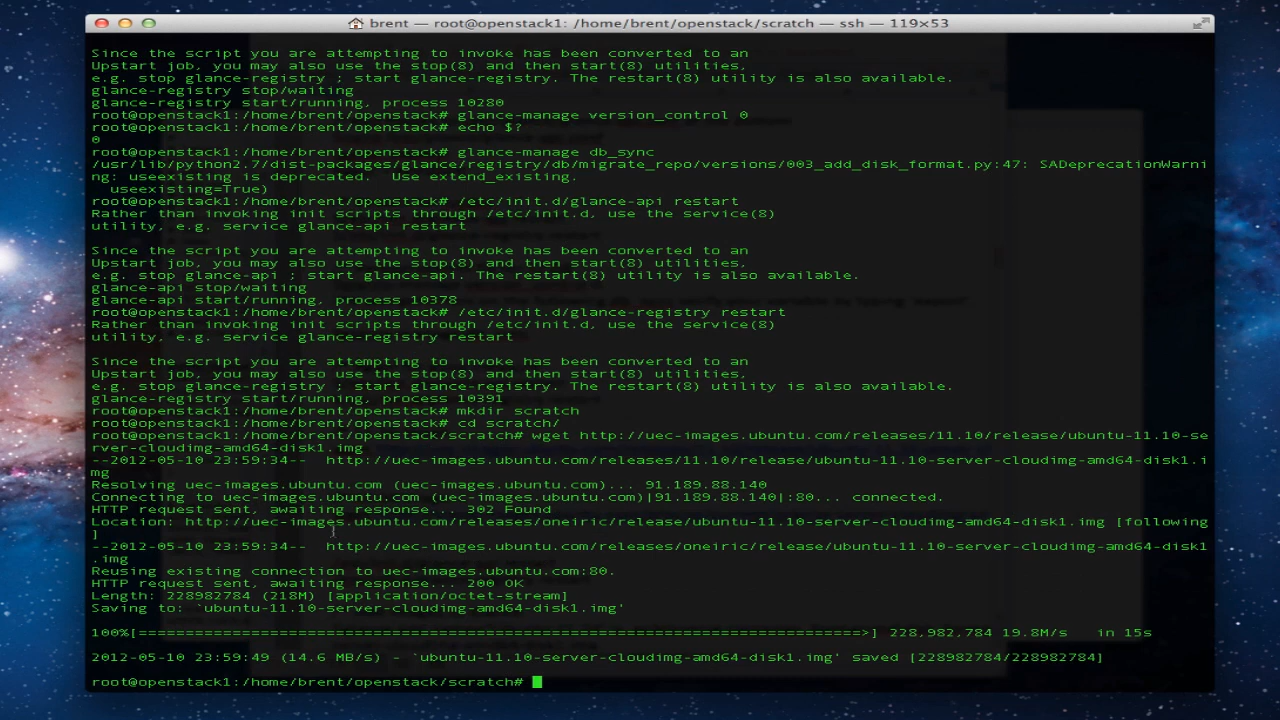 brent — root@openstack1: /home/brent/openstack/scratch — ssh — 119×53
Since the script you are attempting to invoke has been converted to an
Upstart job, you may also use the stop(8) and then start(8) utilities,
e.g. stop glance-registry ; start glance-registry. The restart(8) utility is also available.
glance-registry stop/waiting
glance-registry start/running, process 10280
root@openstack1:/home/brent/openstack# glance-manage version_control 0
root@openstack1:/home/brent/openstack# echo $?
0
root@openstack1:/home/brent/openstack# glance-manage db_sync
/usr/lib/python2.7/dist-packages/glance/registry/db/migrate_repo/versions/003_add_disk_format.py:47: SADeprecationWarni
ng: useexisting is deprecated.  Use extend_existing.
  useexisting=True)
root@openstack1:/home/brent/openstack# /etc/init.d/glance-api restart
Rather than invoking init scripts through /etc/init.d, use the service(8)
utility, e.g. service glance-api restart
Since the script you are attempting to invoke has been converted to an
Upstart job, you may also use the stop(8) and then start(8) utilities,
e.g. stop glance-api ; start glance-api. The restart(8) utility is also available.
glance-api stop/waiting
glance-api start/running, process 10378
root@openstack1:/home/brent/openstack# /etc/init.d/glance-registry restart
Rather than invoking init scripts through /etc/init.d, use the service(8)
utility, e.g. service glance-registry restart
Since the script you are attempting to invoke has been converted to an
Upstart job, you may also use the stop(8) and then start(8) utilities,
e.g. stop glance-registry ; start glance-registry. The restart(8) utility is also available.
glance-registry start/running, process 10391
root@openstack1:/home/brent/openstack# mkdir scratch
root@openstack1:/home/brent/openstack# cd scratch/
root@openstack1:/home/brent/openstack/scratch# wget http://uec-images.ubuntu.com/releases/11.10/release/ubuntu-11.10-se
rver-cloudimg-amd64-disk1.img
--2012-05-10 23:59:34--  http://uec-images.ubuntu.com/releases/11.10/release/ubuntu-11.10-server-cloudimg-amd64-disk1.i
mg
Resolving uec-images.ubuntu.com (uec-images.ubuntu.com)... 91.189.88.140
Connecting to uec-images.ubuntu.com (uec-images.ubuntu.com)|91.189.88.140|:80... connected.
HTTP request sent, awaiting response... 302 Found
Location: http://uec-images.ubuntu.com/releases/oneiric/release/ubuntu-11.10-server-cloudimg-amd64-disk1.img [following
]
--2012-05-10 23:59:34--  http://uec-images.ubuntu.com/releases/oneiric/release/ubuntu-11.10-server-cloudimg-amd64-disk1
.img
Reusing existing connection to uec-images.ubuntu.com:80.
HTTP request sent, awaiting response... 200 OK
Length: 228982784 (218M) [application/octet-stream]
Saving to: `ubuntu-11.10-server-cloudimg-amd64-disk1.img'
100%[======================================================================================>] 228,982,784 19.8M/s   in 15s
2012-05-10 23:59:49 (14.6 MB/s) - `ubuntu-11.10-server-cloudimg-amd64-disk1.img' saved [228982784/228982784]
root@openstack1:/home/brent/openstack/scratch#